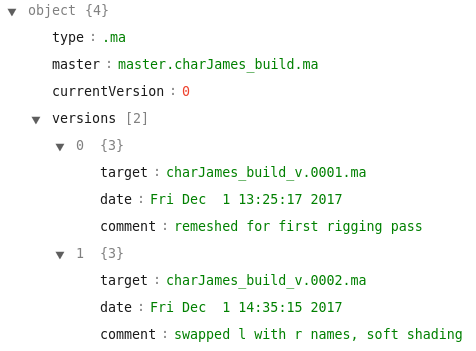 object {4}
type : .ma
master : master.charJames_build.ma
currentVersion : 0
versions [2]
0 {3}
target : charJames_build_v.0001.ma
date : Fri Dec  1 13:25:17 2017
comment : remeshed for first rigging pass
1 {3}
target : charJames_build_v.0002.ma
date : Fri Dec  1 14:35:15 2017
comment : swapped l with r names, soft shading